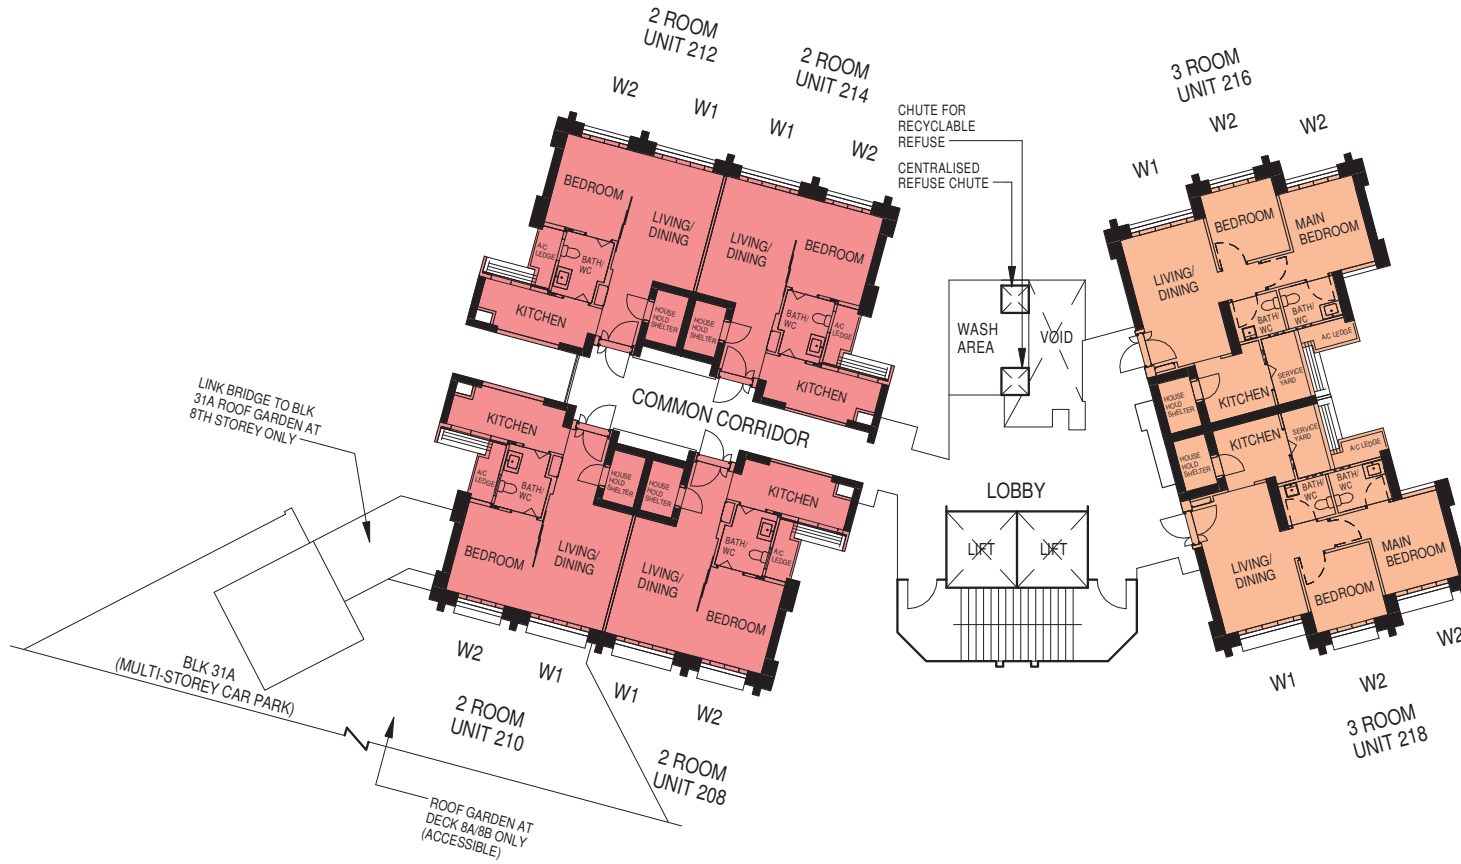 2 ROOM
UNIT 212
2 ROOM
UNIT 214
3 ROOM
UNIT 216
W2
W1
W1
W2
W1
W2
W2
CHUTE FOR
RECYCLABLE
REFUSE
CENTRALISED
REFUSE CHUTE
BEDROOM
LIVING/
DINING
A/C
LEDGE
BATH/
WC
KITCHEN
HOUSE
HOLD
SHELTER
LIVING/
DINING
BEDROOM
HOUSE
HOLD
SHELTER
BATH/
WC
A/C
LEDGE
KITCHEN
WASH
AREA
VOID
BEDROOM
MAIN
BEDROOM
LIVING/
DINING
BATH/
WC
BATH/
WC
A/C LEDGE
SERVICE
YARD
KITCHEN
HOUSE
HOLD
SHELTER
LINK BRIDGE TO BLK
31A ROOF GARDEN AT
8TH STOREY ONLY
COMMON CORRIDOR
KITCHEN
A/C
LEDGE
BATH/
WC
HOUSE
HOLD
SHELTER
BEDROOM
LIVING/
DINING
HOUSE
HOLD
SHELTER
KITCHEN
BATH/
WC
A/C
LEDGE
LIVING/
DINING
BEDROOM
LOBBY
LIFT
LIFT
KITCHEN
SERVICE
YARD
A/C LEDGE
HOUSE
HOLD
SHELTER
BATH/
WC
BATH/
WC
LIVING/
DINING
BEDROOM
MAIN
BEDROOM
W2
W1
W1
W2
W1
W2
W2
BLK 31A
(MULTI-STOREY CAR PARK)
2 ROOM
UNIT 210
2 ROOM
UNIT 208
3 ROOM
UNIT 218
ROOF GARDEN AT
DECK 8A/8B ONLY
(ACCESSIBLE)